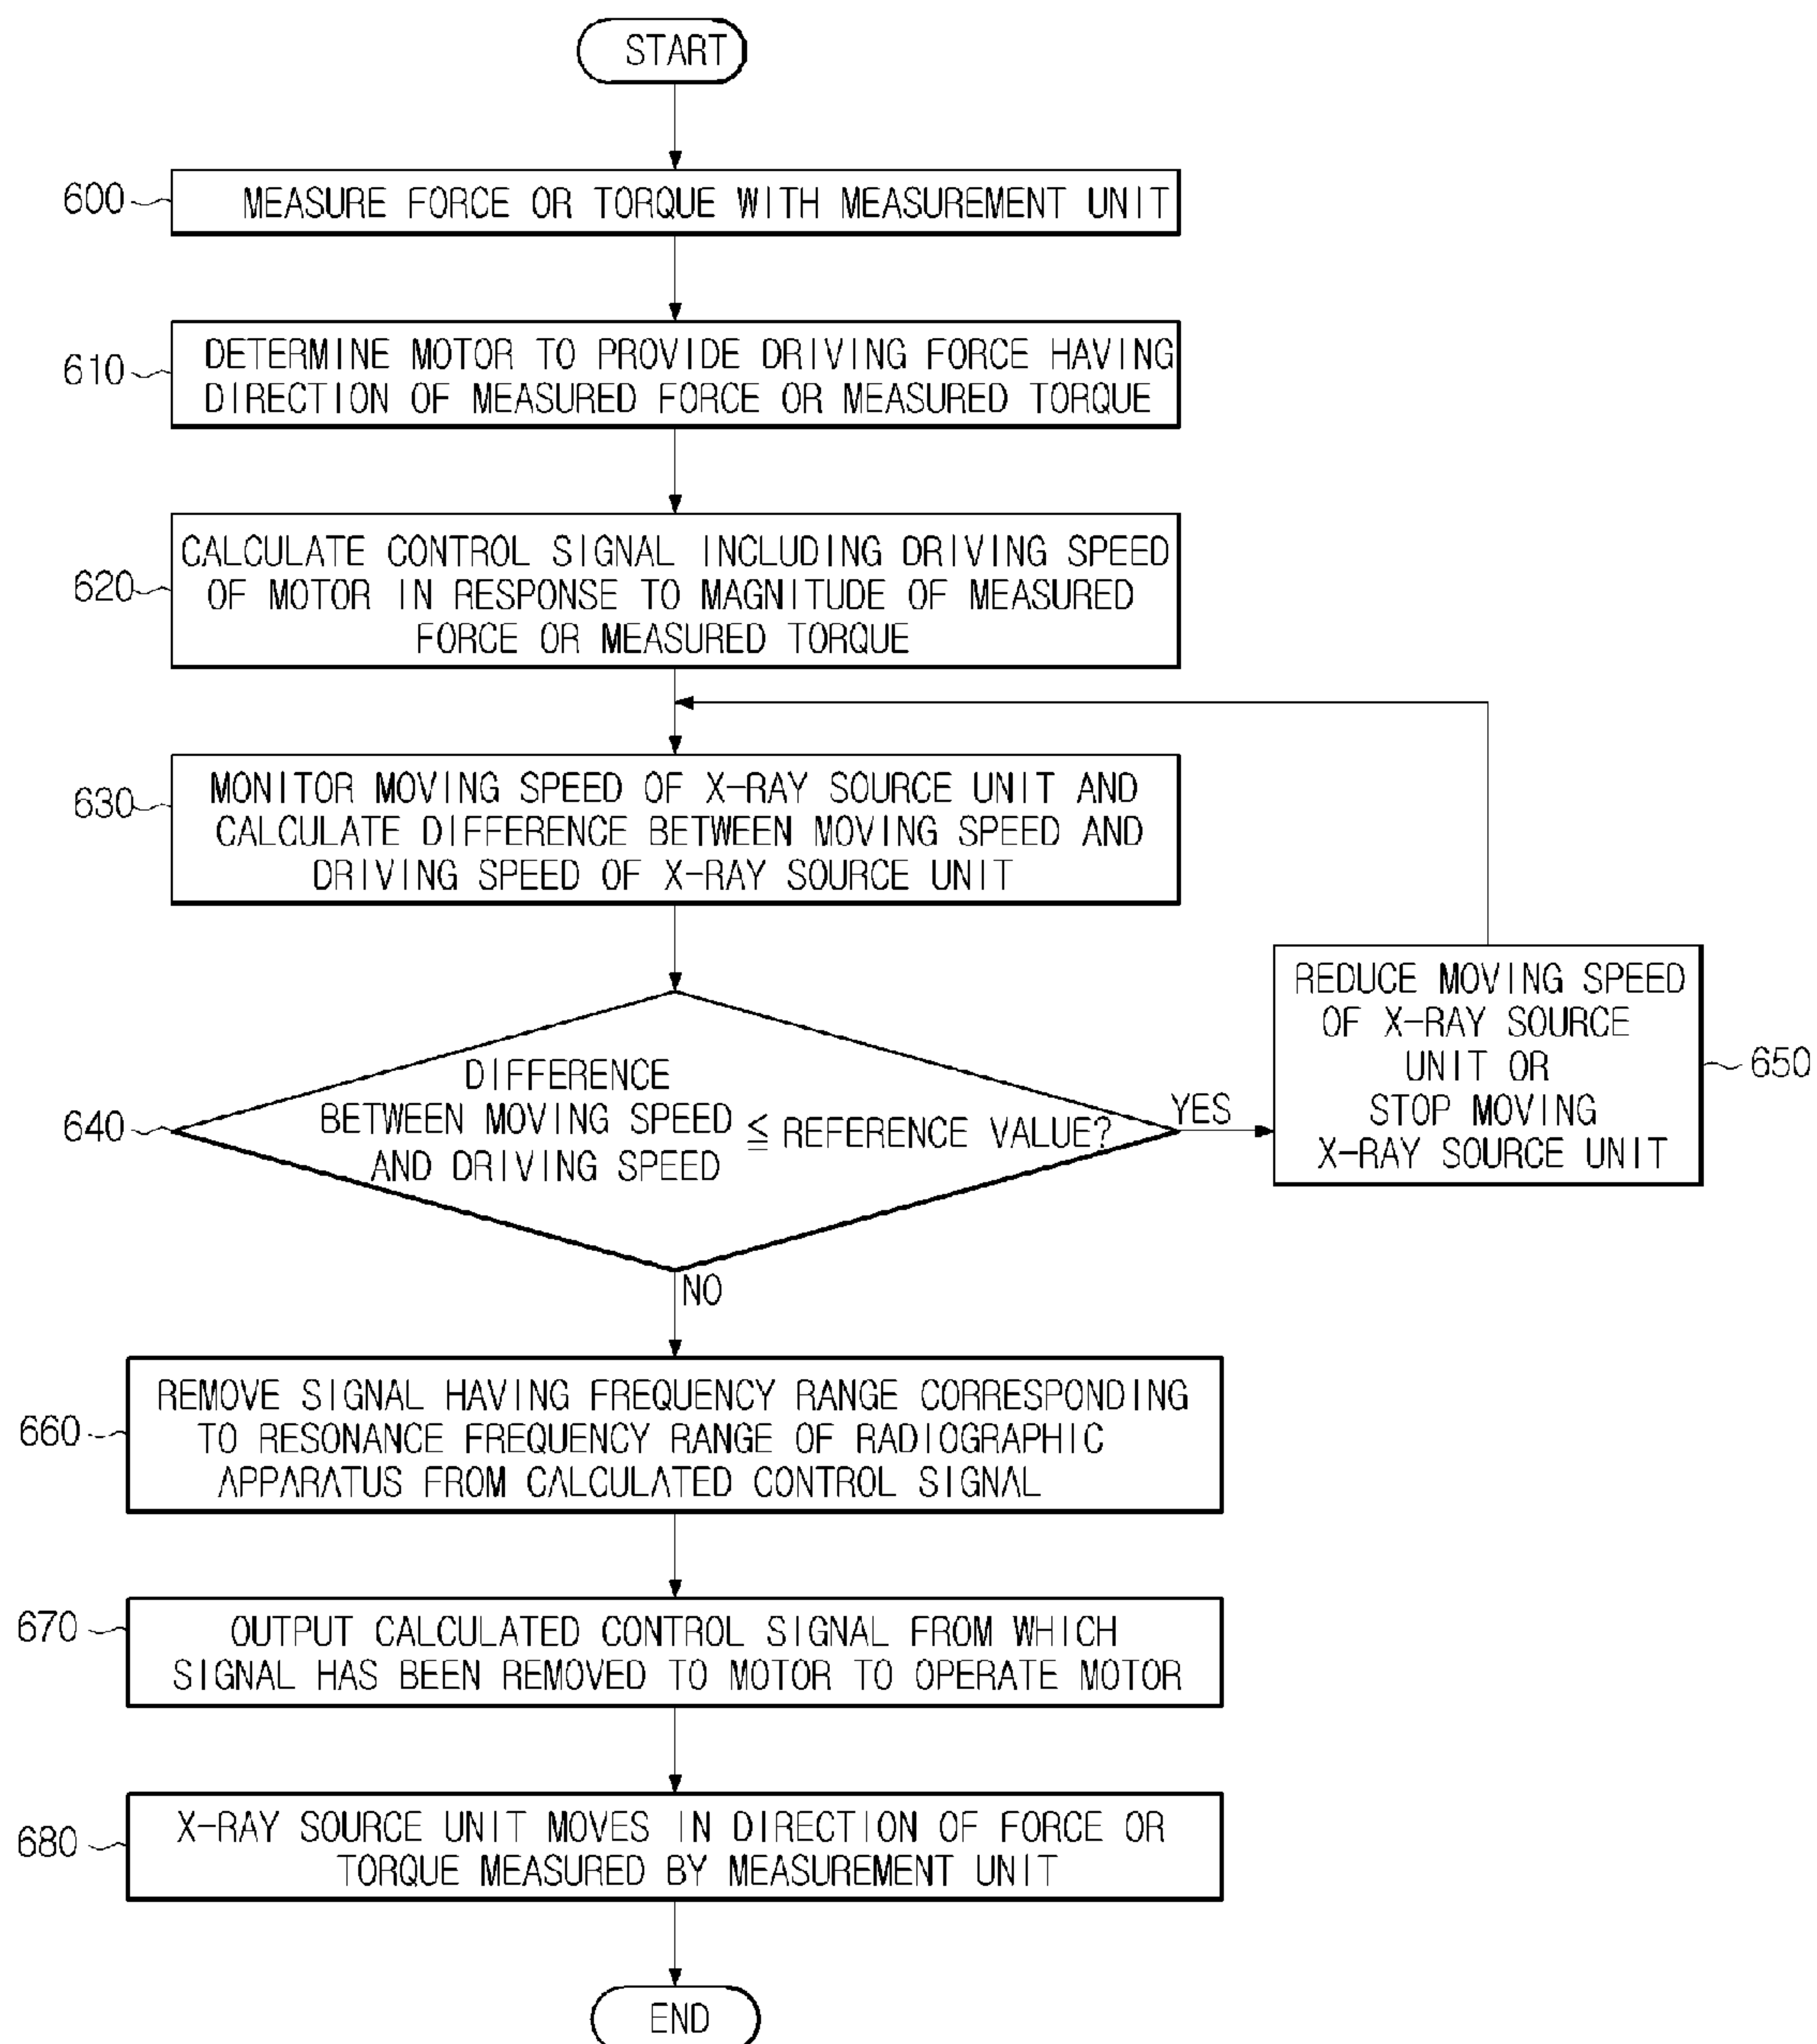 START
600
MEASURE FORCE OR TORQUE WITH MEASUREMENT UNIT
610
DETERMINE MOTOR TO PROVIDE DRIVING FORCE HAVING
DIRECTION OF MEASURED FORCE OR MEASURED TORQUE
620
CALCULATE CONTROL SIGNAL INCLUDING DRIVING SPEED
OF MOTOR IN RESPONSE TO MAGNITUDE OF MEASURED
FORCE OR MEASURED TORQUE
630
MONITOR MOVING SPEED OF X-RAY SOURCE UNIT AND
CALCULATE DIFFERENCE BETWEEN MOVING SPEED AND
DRIVING SPEED OF X-RAY SOURCE UNIT
640
DIFFERENCE
BETWEEN MOVING SPEED ≦ REFERENCE VALUE?
AND DRIVING SPEED
YES
REDUCE MOVING SPEED
OF X-RAY SOURCE
UNIT OR
STOP MOVING
X-RAY SOURCE UNIT
650
NO
660
REMOVE SIGNAL HAVING FREQUENCY RANGE CORRESPONDING
TO RESONANCE FREQUENCY RANGE OF RADIOGRAPHIC
APPARATUS FROM CALCULATED CONTROL SIGNAL
670
OUTPUT CALCULATED CONTROL SIGNAL FROM WHICH
SIGNAL HAS BEEN REMOVED TO MOTOR TO OPERATE MOTOR
680
X-RAY SOURCE UNIT MOVES IN DIRECTION OF FORCE OR
TORQUE MEASURED BY MEASUREMENT UNIT
END